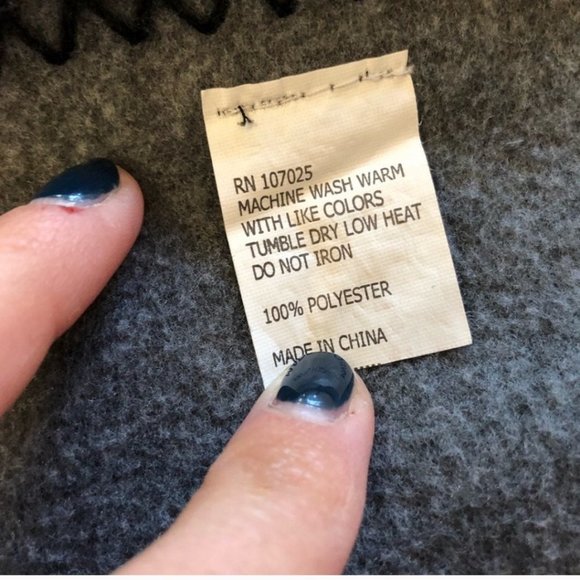 RN 107025
MACHINE WASH WARM
WITH LIKE COLORS
TUMBLE DRY LOW HEAT
DO NOT IRON
100% POLYESTER
MADE IN CHINA